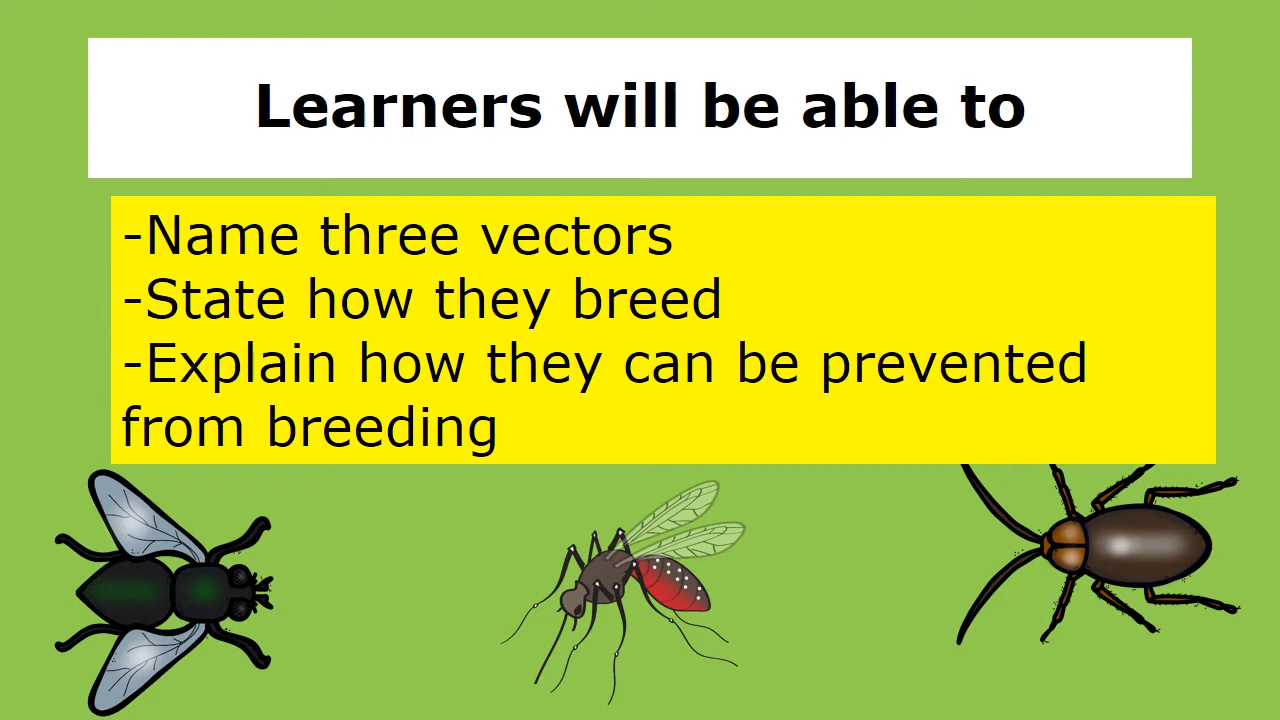 Learners will be able to
-Name three vectors
-State how they breed
-Explain how they can be prevented
from breeding